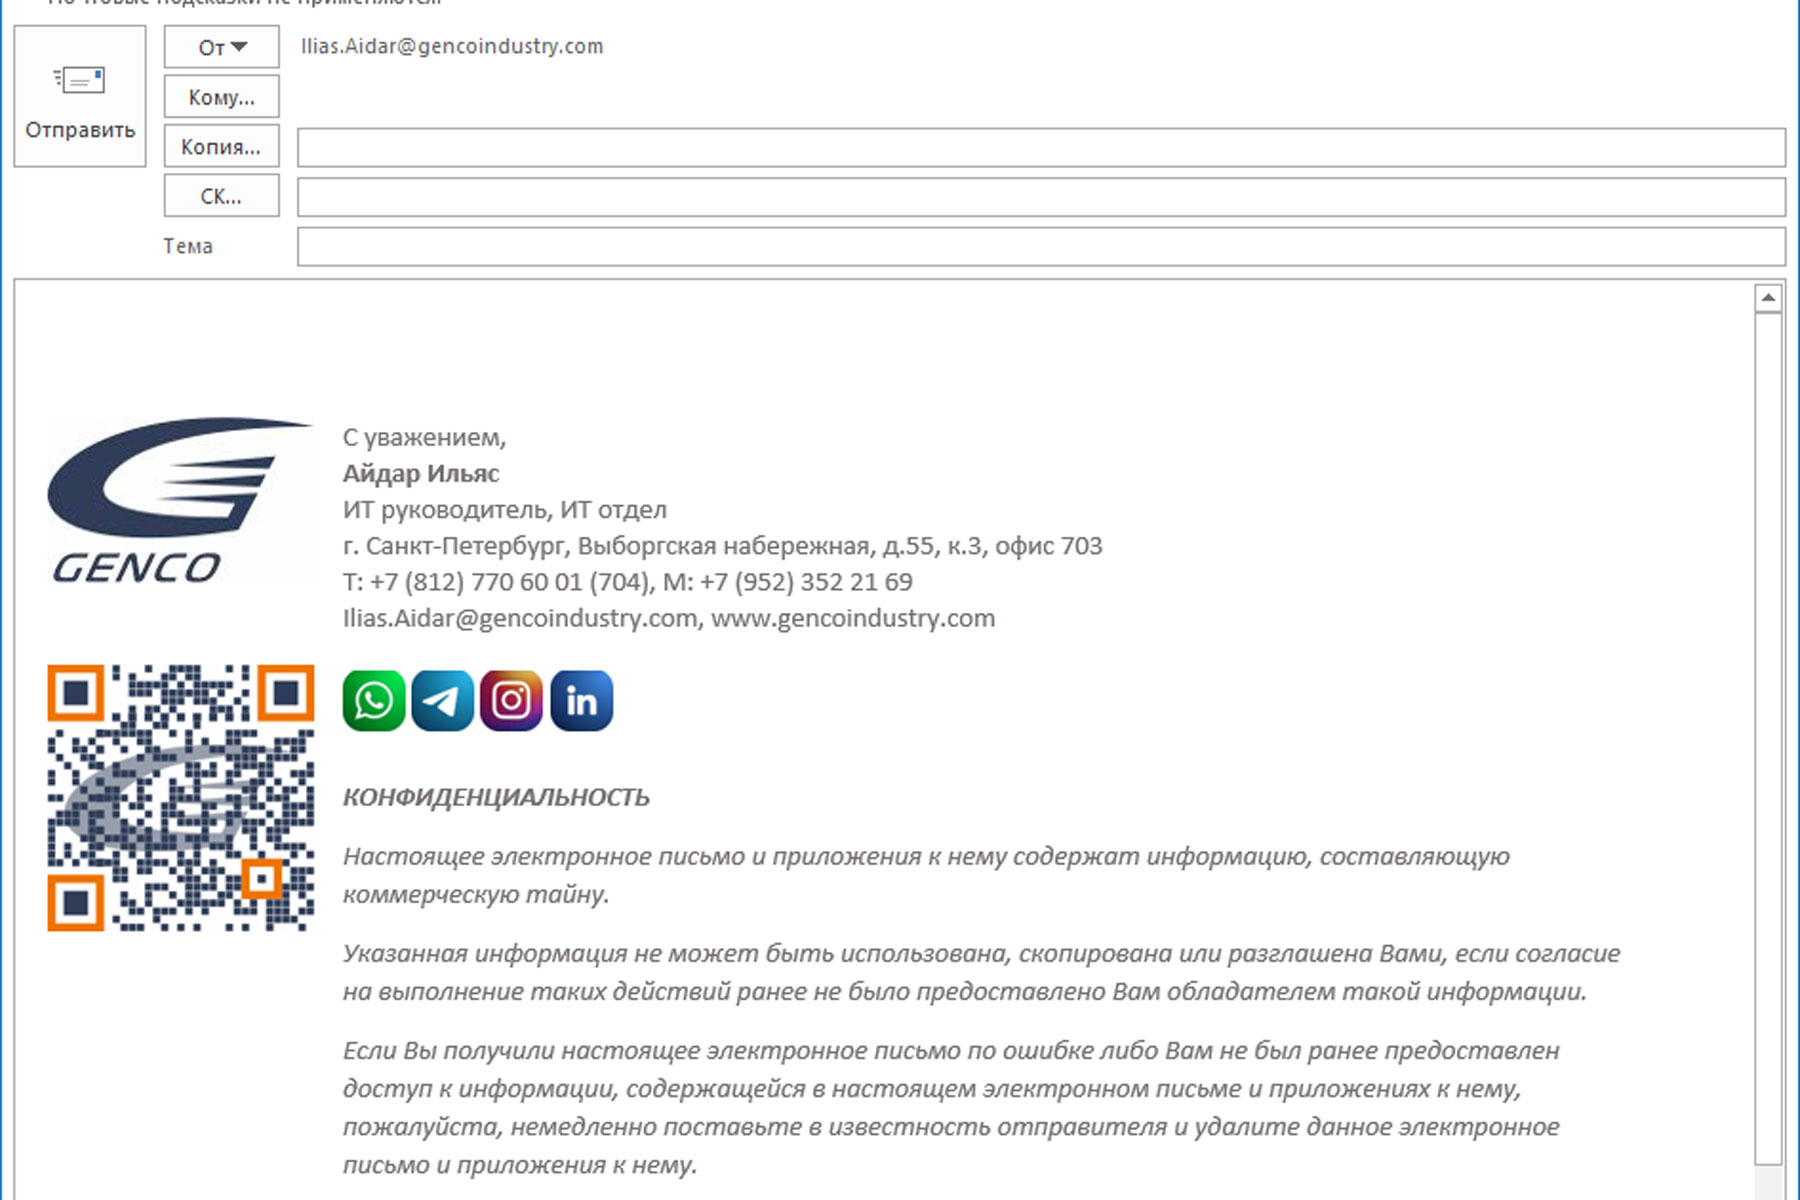 Почтовые подсказки не применяются.
От
Ilias.Aidar@gencoindustry.com
Кому...
Отправить
Копия...
СК...
Тема
С уважением,
Айдар Ильяс
ИТ руководитель, ИТ отдел
г. Санкт-Петербург, Выборгская набережная, д.55, к.3, офис 703
Т: +7 (812) 770 60 01 (704), М: +7 (952) 352 21 69
Ilias.Aidar@gencoindustry.com, www.gencoindustry.com
GENCO
in
КОНФИДЕНЦИАЛЬНОСТЬ
Настоящее электронное письмо и приложения к нему содержат информацию, составляющую
коммерческую тайну.
Указанная информация не может быть использована, скопирована или разглашена Вами, если согласие
на выполнение таких действий ранее не было предоставлено Вам обладателем такой информации.
Если Вы получили настоящее электронное письмо по ошибке либо Вам не был ранее предоставлен
доступ к информации, содержащейся в настоящем электронном письме и приложениях к нему,
пожалуйста, немедленно поставьте в известность отправителя и удалите данное электронное
письмо и приложения к нему.